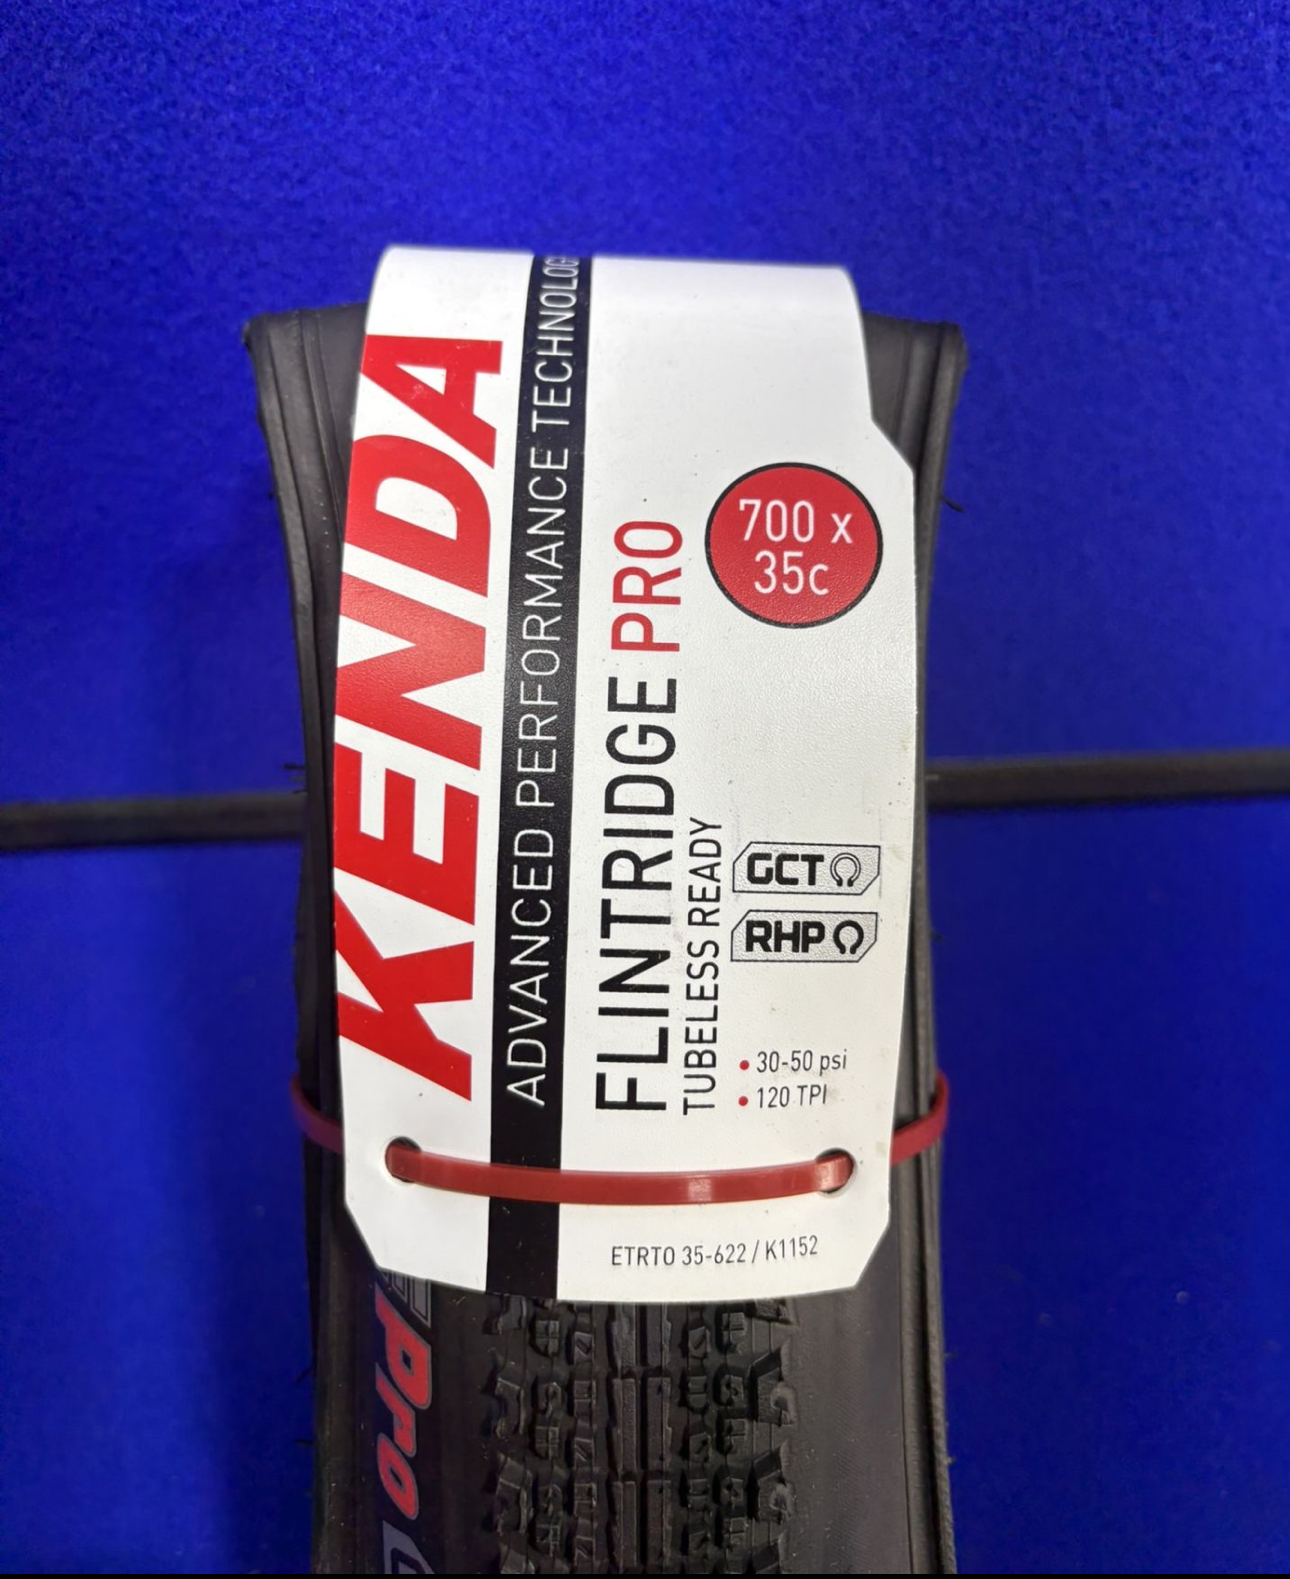 KENDA
ADVANCED PERFORMANCE TECHNOLOG
FLINTRIDGE PRO
TUBELESS READY
700 x
35c
GCT
RHP
• 30-50 psi
• 120 TPI
ETRTO 35-622 / K1152
Pro